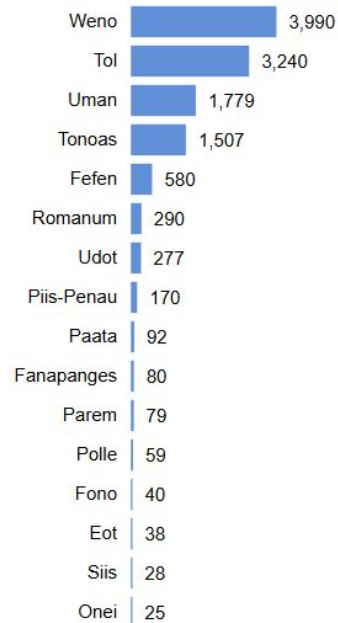 Weno 3,990
Tol 3,240
Uman 1,779
Tonoas 1,507
Fefen 580
Romanum 290
Udot 277
Piis-Penau 170
Paata 92
Fanapanges 80
Parem 79
Polle 59
Fono 40
Eot 38
Siis 28
Onei 25